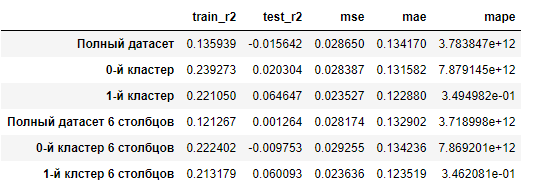 train_r2 test_r2 mse mae mape
Полный датасет 0.135939 -0.015642 0.028650 0.134170 3.783847e+12
0-й кластер 0.239273 0.020304 0.028387 0.131582 7.879145e+12
1-й кластер 0.221050 0.064647 0.023527 0.122880 3.494982e-01
Полный датасет 6 столбцов 0.121267 0.001264 0.028174 0.132902 3.718998e+12
0-й кластер 6 столбцов 0.222402 -0.009753 0.029255 0.134236 7.869201e+12
1-й клстер 6 столбцов 0.213179 0.060093 0.023636 0.123519 3.462081e-01